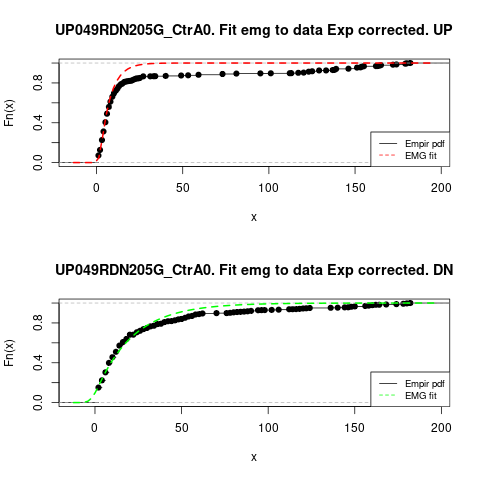 UP049RDN205G_CtrA0. Fit emg to data Exp corrected. UP
Fn(x)
0.0 0.4 0.8
0 50 100 150 200
x
Empir pdf
EMG fit
UP049RDN205G_CtrA0. Fit emg to data Exp corrected. DN
Fn(x)
0.0 0.4 0.8
0 50 100 150 200
x
Empir pdf
EMG fit